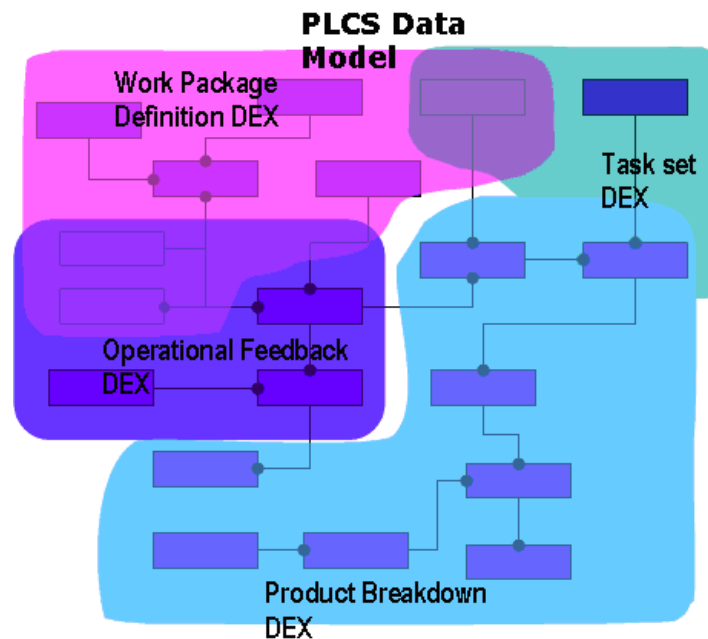 PLCS Data
Model
Work Package
Definition DEX
Task set
DEX
Operational Feedback
DEX
Product Breakdown
DEX